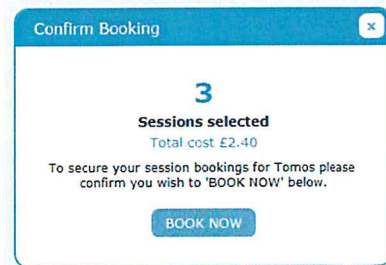 Confirm Booking
x
3
Sessions selected
Total cost £2.40
To secure your session bookings for Tomos please
confirm you wish to 'BOOK NOW' below.
BOOK NOW